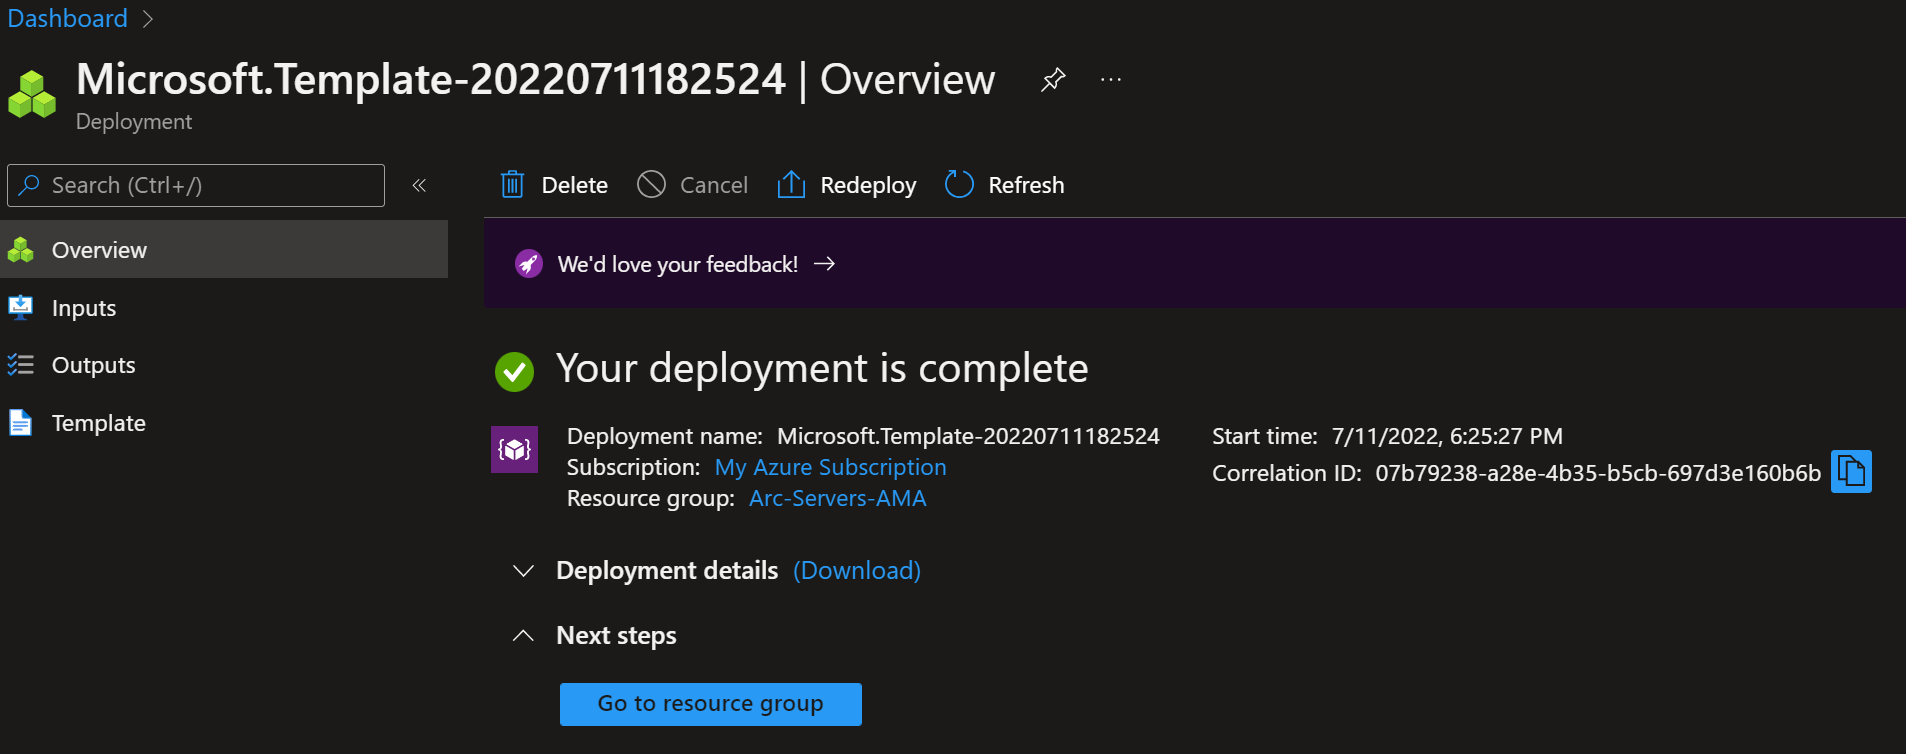 Dashboard
Microsoft.Template-20220711182524 | Overview
Deployment
Search (Ctrl+/)
Delete Cancel Redeploy Refresh
Overview
Inputs
Outputs
Template
We'd love your feedback!
Your deployment is complete
Deployment name: Microsoft.Template-20220711182524
Subscription: My Azure Subscription
Resource group: Arc-Servers-AMA
Start time: 7/11/2022, 6:25:27 PM
Correlation ID: 07b79238-a28e-4b35-b5cb-697d3e160b6b
Deployment details (Download)
Next steps
Go to resource group